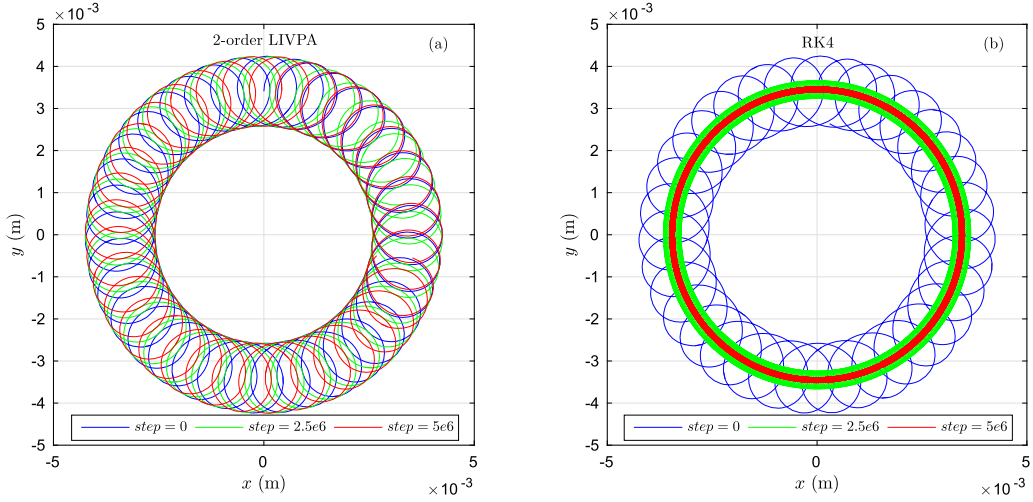 ×10⁻³
2-order LIVPA
(a)
5
4
3
2
1
0
-1
-2
-3
-4
-5
y (m)
step = 0
step = 2.5e6
step = 5e6
-5
0
5
x (m)
×10⁻³
×10⁻³
RK4
(b)
5
4
3
2
1
0
-1
-2
-3
-4
-5
y (m)
step = 0
step = 2.5e6
step = 5e6
-5
0
5
x (m)
×10⁻³